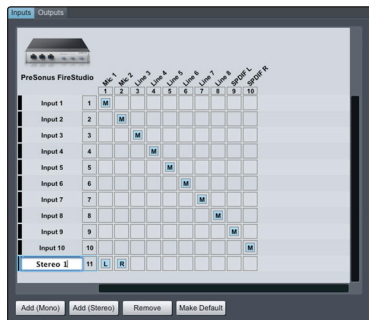 Inputs Outputs
PreSonus FireStudio
Mic 1 Mic 2 Line 3 Line 4 Line 5 Line 6 Line 7 Line 8 SPDIF L SPDIF R
1 2 3 4 5 6 7 8 9 10
Input 1 1 M
Input 2 2 M
Input 3 3 M
Input 4 4 M
Input 5 5 M
Input 6 6 M
Input 7 7 M
Input 8 8 M
Input 9 9 M
Input 10 10 M
Stereo 1 11 L R
Add (Mono) Add (Stereo) Remove Make Default